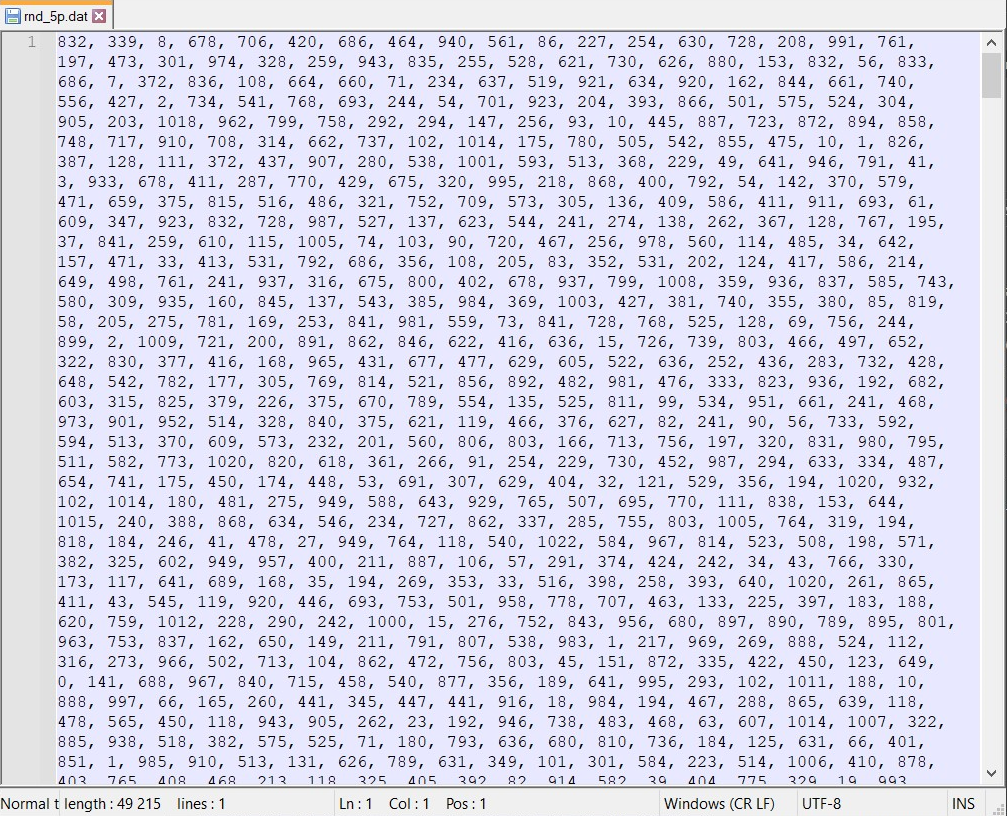 rnd_5p.dat
1
832, 339, 8, 678, 706, 420, 686, 464, 940, 561, 86, 227, 254, 630, 728, 208, 991, 761,
197, 473, 301, 974, 328, 259, 943, 835, 255, 528, 621, 730, 626, 880, 153, 832, 56, 833,
686, 7, 372, 836, 108, 664, 660, 71, 234, 637, 519, 921, 634, 920, 162, 844, 661, 740,
556, 427, 2, 734, 541, 768, 693, 244, 54, 701, 923, 204, 393, 866, 501, 575, 524, 304,
905, 203, 1018, 962, 799, 758, 292, 294, 147, 256, 93, 10, 445, 887, 723, 872, 894, 858,
748, 717, 910, 708, 314, 662, 737, 102, 1014, 175, 780, 505, 542, 855, 475, 10, 1, 826,
387, 128, 111, 372, 437, 907, 280, 538, 1001, 593, 513, 368, 229, 49, 641, 946, 791, 41,
3, 933, 678, 411, 287, 770, 429, 675, 320, 995, 218, 868, 400, 792, 54, 142, 370, 579,
471, 659, 375, 815, 516, 486, 321, 752, 709, 573, 305, 136, 409, 586, 411, 911, 693, 61,
609, 347, 923, 832, 728, 987, 527, 137, 623, 544, 241, 274, 138, 262, 367, 128, 767, 195,
37, 841, 259, 610, 115, 1005, 74, 103, 90, 720, 467, 256, 978, 560, 114, 485, 34, 642,
157, 471, 33, 413, 531, 792, 686, 356, 108, 205, 83, 352, 531, 202, 124, 417, 586, 214,
649, 498, 761, 241, 937, 316, 675, 800, 402, 678, 937, 799, 1008, 359, 936, 837, 585, 743,
580, 309, 935, 160, 845, 137, 543, 385, 984, 369, 1003, 427, 381, 740, 355, 380, 85, 819,
58, 205, 275, 781, 169, 253, 841, 981, 559, 73, 841, 728, 768, 525, 128, 69, 756, 244,
899, 2, 1009, 721, 200, 891, 862, 846, 622, 416, 636, 15, 726, 739, 803, 466, 497, 652,
322, 830, 377, 416, 168, 965, 431, 677, 477, 629, 605, 522, 636, 252, 436, 283, 732, 428,
648, 542, 782, 177, 305, 769, 814, 521, 856, 892, 482, 981, 476, 333, 823, 936, 192, 682,
603, 315, 825, 379, 226, 375, 670, 789, 554, 135, 525, 811, 99, 534, 951, 661, 241, 468,
973, 901, 952, 514, 328, 840, 375, 621, 119, 466, 376, 627, 82, 241, 90, 56, 733, 592,
594, 513, 370, 609, 573, 232, 201, 560, 806, 803, 166, 713, 756, 197, 320, 831, 980, 795,
511, 582, 773, 1020, 820, 618, 361, 266, 91, 254, 229, 730, 452, 987, 294, 633, 334, 487,
654, 741, 175, 450, 174, 448, 53, 691, 307, 629, 404, 32, 121, 529, 356, 194, 1020, 932,
102, 1014, 180, 481, 275, 949, 588, 643, 929, 765, 507, 695, 770, 111, 838, 153, 644,
1015, 240, 388, 868, 634, 546, 234, 727, 862, 337, 285, 755, 803, 1005, 764, 319, 194,
818, 184, 246, 41, 478, 27, 949, 764, 118, 540, 1022, 584, 967, 814, 523, 508, 198, 571,
382, 325, 602, 949, 957, 400, 211, 887, 106, 57, 291, 374, 424, 242, 34, 43, 766, 330,
173, 117, 641, 689, 168, 35, 194, 269, 353, 33, 516, 398, 258, 393, 640, 1020, 261, 865,
411, 43, 545, 119, 920, 446, 693, 753, 501, 958, 778, 707, 463, 133, 225, 397, 183, 188,
620, 759, 1012, 228, 290, 242, 1000, 15, 276, 752, 843, 956, 680, 897, 890, 789, 895, 801,
963, 753, 837, 162, 650, 149, 211, 791, 807, 538, 983, 1, 217, 969, 269, 888, 524, 112,
316, 273, 966, 502, 713, 104, 862, 472, 756, 803, 45, 151, 872, 335, 422, 450, 123, 649,
0, 141, 688, 967, 840, 715, 458, 540, 877, 356, 189, 641, 995, 293, 102, 1011, 188, 10,
888, 997, 66, 165, 260, 441, 345, 447, 441, 916, 18, 984, 194, 467, 288, 865, 639, 118,
478, 565, 450, 118, 943, 905, 262, 23, 192, 946, 738, 483, 468, 63, 607, 1014, 1007, 322,
885, 938, 518, 382, 575, 525, 71, 180, 793, 636, 680, 810, 736, 184, 125, 631, 66, 401,
851, 1, 985, 910, 513, 131, 626, 789, 631, 349, 101, 301, 584, 223, 514, 1006, 410, 878,
403, 765, 408, 468, 213, 118, 325, 405, 392, 82, 914, 582, 39, 404, 775, 329, 19, 993,
Normal t length : 49 215 lines : 1 Ln : 1 Col : 1 Pos : 1 Windows (CR LF) UTF-8 INS